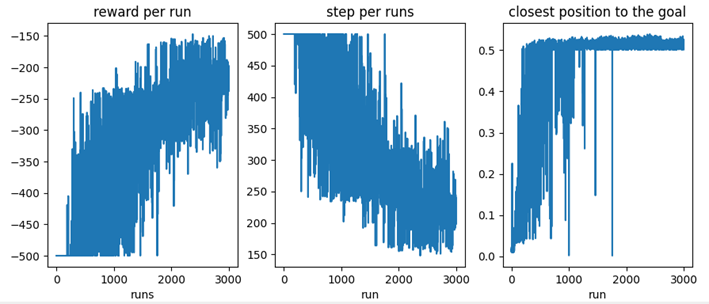 reward per run
−150
−200
−250
−300
−350
−400
−450
−500
0 1000 2000 3000
runs
step per runs
500
450
400
350
300
250
200
150
0 1000 2000 3000
run
closest position to the goal
0.5
0.4
0.3
0.2
0.1
0.0
0 1000 2000 3000
run